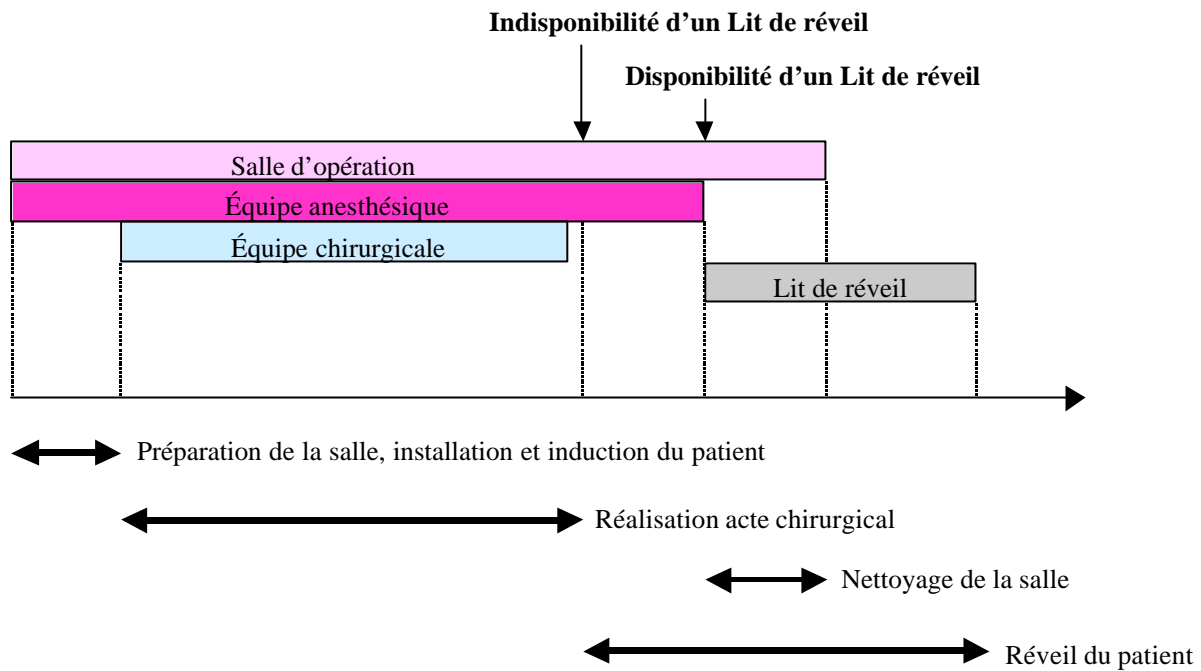 Indisponibilité d'un Lit de réveil
Disponibilité d'un Lit de réveil
Salle d'opération
Équipe anesthésique
Équipe chirurgicale
Lit de réveil
Préparation de la salle, installation et induction du patient
Réalisation acte chirurgical
Nettoyage de la salle
Réveil du patient